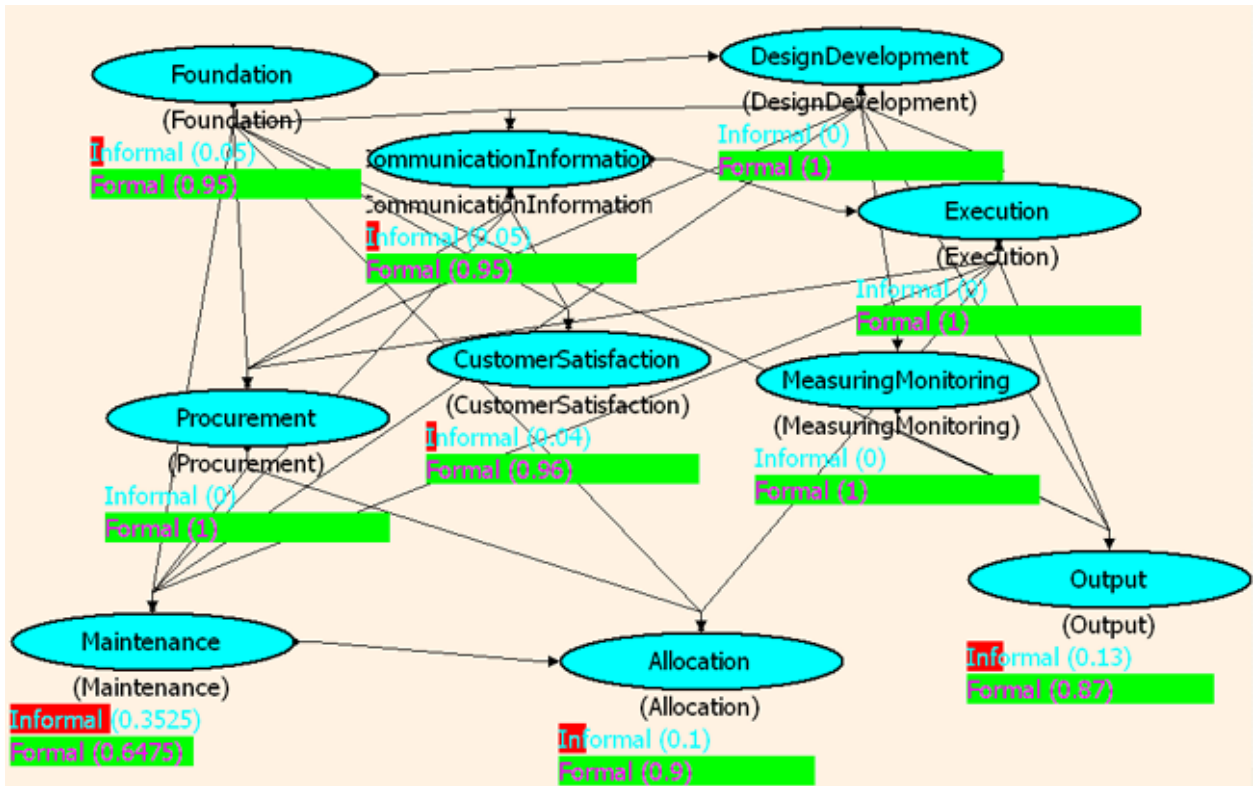 Foundation
(Foundation)
Informal (0.05)
Formal (0.95)
DesignDevelopment
(DesignDevelopment)
Informal (0)
Formal (1)
ommunicationInformation
ommunicationInformation
Informal (0.05)
Formal (0.95)
Execution
(Execution)
Informal (0)
Formal (1)
CustomerSatisfaction
(CustomerSatisfaction)
Informal (0.04)
Formal (0.96)
MeasuringMonitoring
(MeasuringMonitoring)
Informal (0)
Formal (1)
Procurement
(Procurement)
Informal (0)
Formal (1)
Output
(Output)
Informal (0.13)
Formal (0.87)
Maintenance
(Maintenance)
Informal (0.3525)
Formal (0.6475)
Allocation
(Allocation)
Informal (0.1)
Formal (0.9)